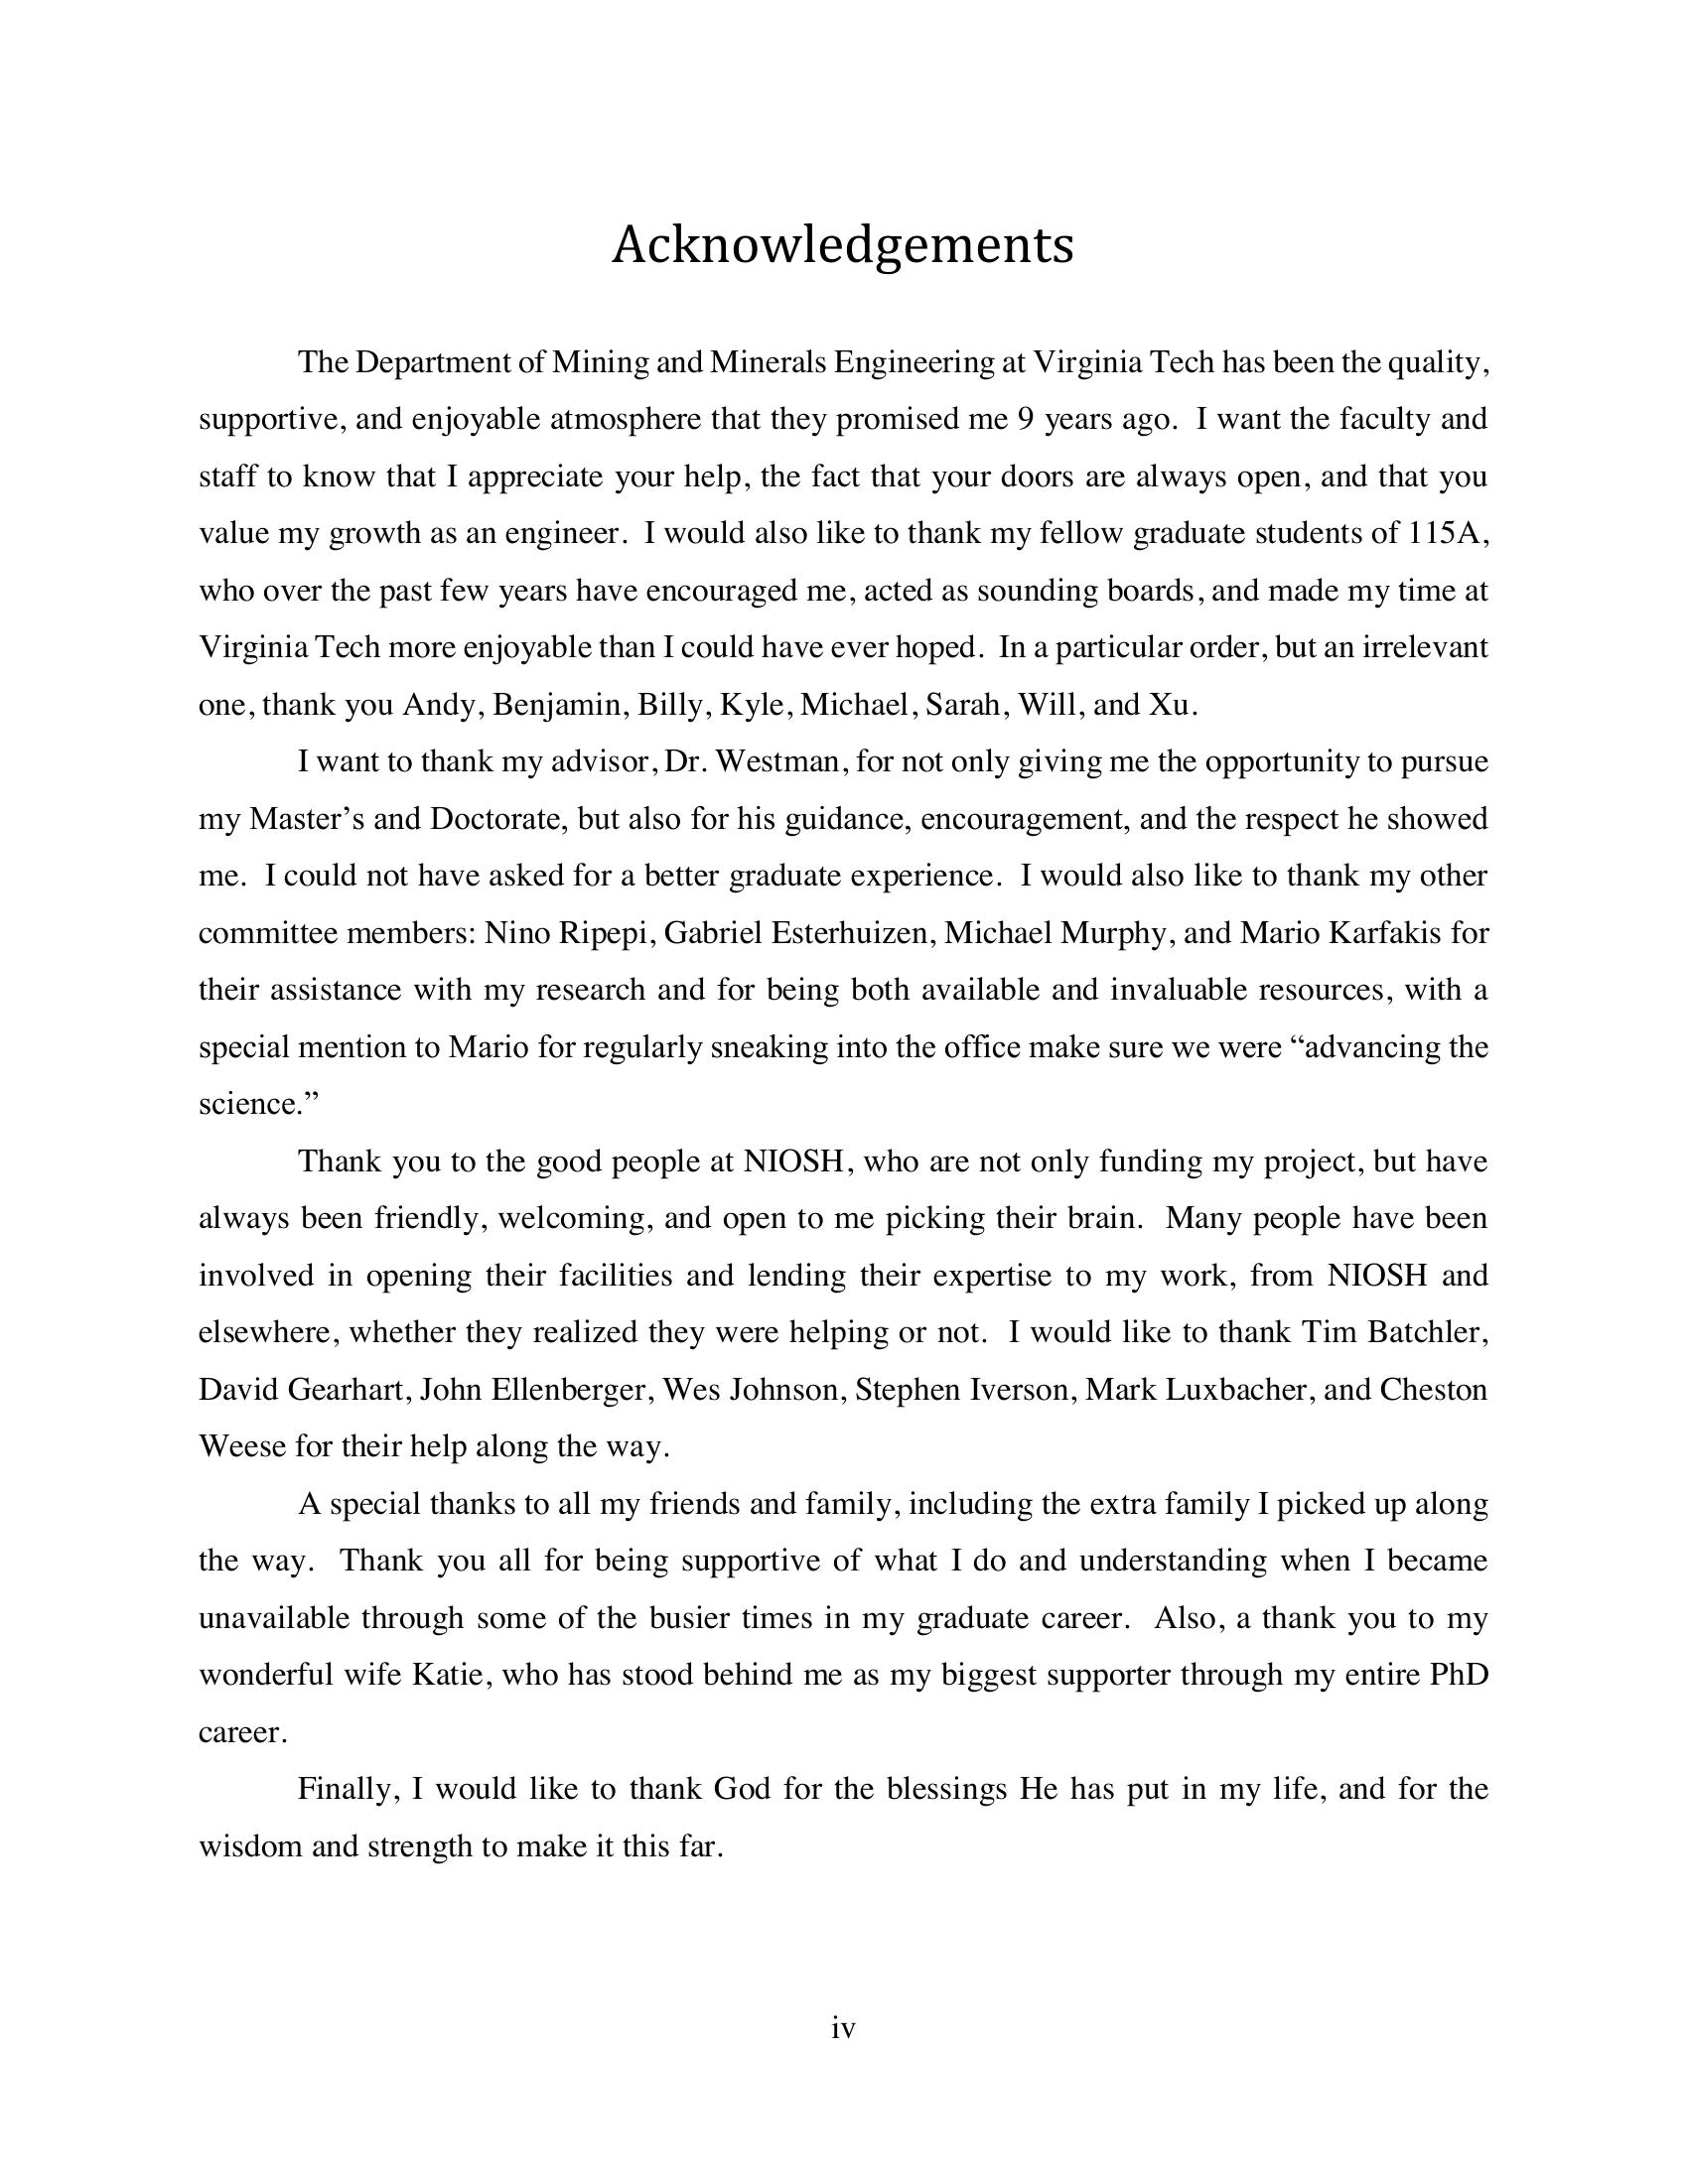 Acknowledgements
The Department of Mining and Minerals Engineering at Virginia Tech has been the quality,
supportive, and enjoyable atmosphere that they promised me 9 years ago.  I want the faculty and
staff to know that I appreciate your help, the fact that your doors are always open, and that you
value my growth as an engineer.  I would also like to thank my fellow graduate students of 115A,
who over the past few years have encouraged me, acted as sounding boards, and made my time at
Virginia Tech more enjoyable than I could have ever hoped.  In a particular order, but an irrelevant
one, thank you Andy, Benjamin, Billy, Kyle, Michael, Sarah, Will, and Xu.
I want to thank my advisor, Dr. Westman, for not only giving me the opportunity to pursue
my Master’s and Doctorate, but also for his guidance, encouragement, and the respect he showed
me.  I could not have asked for a better graduate experience.  I would also like to thank my other
committee members: Nino Ripepi, Gabriel Esterhuizen, Michael Murphy, and Mario Karfakis for
their assistance with my research and for being both available and invaluable resources, with a
special mention to Mario for regularly sneaking into the office make sure we were “advancing the
science.”
Thank you to the good people at NIOSH, who are not only funding my project, but have
always been friendly, welcoming, and open to me picking their brain.  Many people have been
involved in opening their facilities and lending their expertise to my work, from NIOSH and
elsewhere, whether they realized they were helping or not.  I would like to thank Tim Batchler,
David Gearhart, John Ellenberger, Wes Johnson, Stephen Iverson, Mark Luxbacher, and Cheston
Weese for their help along the way.
A special thanks to all my friends and family, including the extra family I picked up along
the way.  Thank you all for being supportive of what I do and understanding when I became
unavailable through some of the busier times in my graduate career.  Also, a thank you to my
wonderful wife Katie, who has stood behind me as my biggest supporter through my entire PhD
career.
Finally, I would like to thank God for the blessings He has put in my life, and for the
wisdom and strength to make it this far.
iv